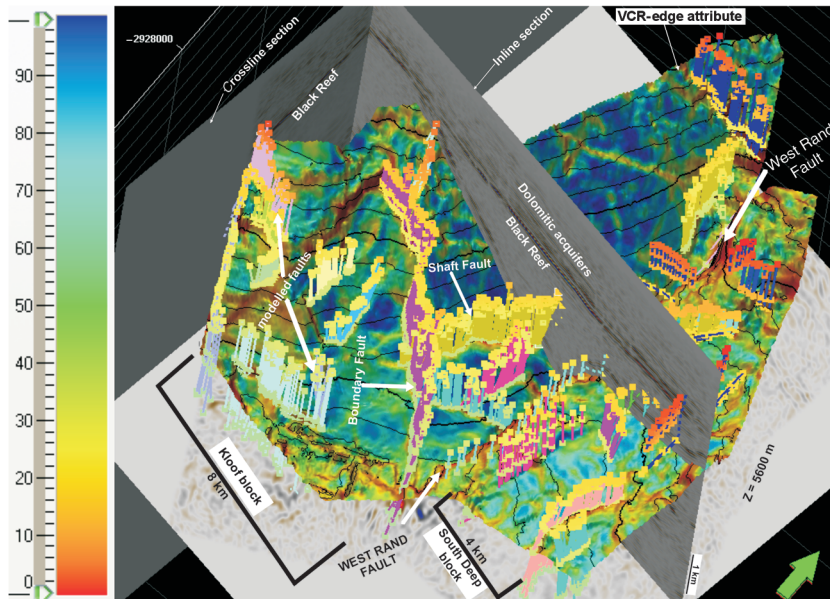 90
80
70
60
50
40
30
20
10
0
−2928000
Crossline section
Inline section
VCR-edge attribute
Black Reef
West Rand
Fault
Dolomitic acquifers
Black Reef
Shaft Fault
modelled faults
Boundary Fault
Kloof block
8 km
WEST RAND
FAULT
4 km
South Deep
block
Z = 5600 m
1 km